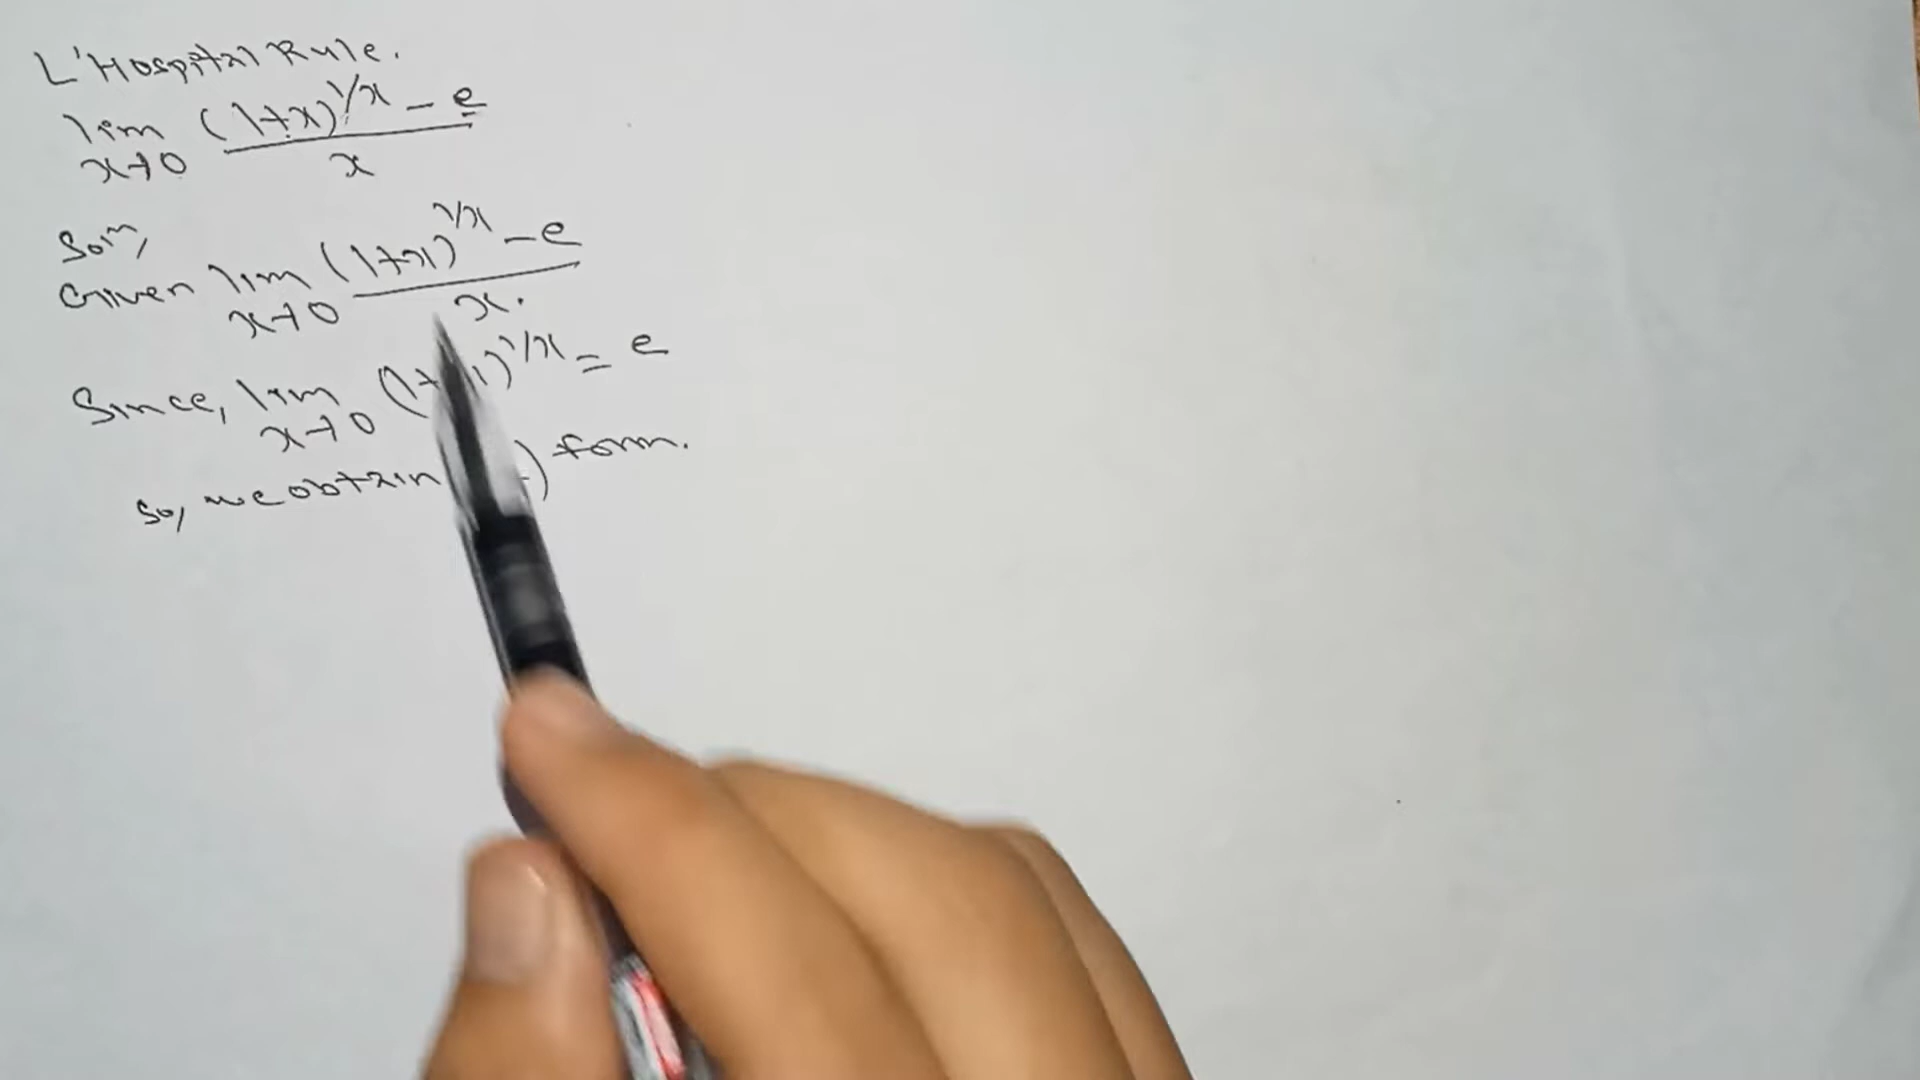 L'Hospital Rule.
lim (1+x)^1/x - e
x→0 x
Soln,
Given lim (1+x)^1/x - e
x→0 x.
Since, lim (1+ )^1/x = e
x→0
So, we obtain ) form.